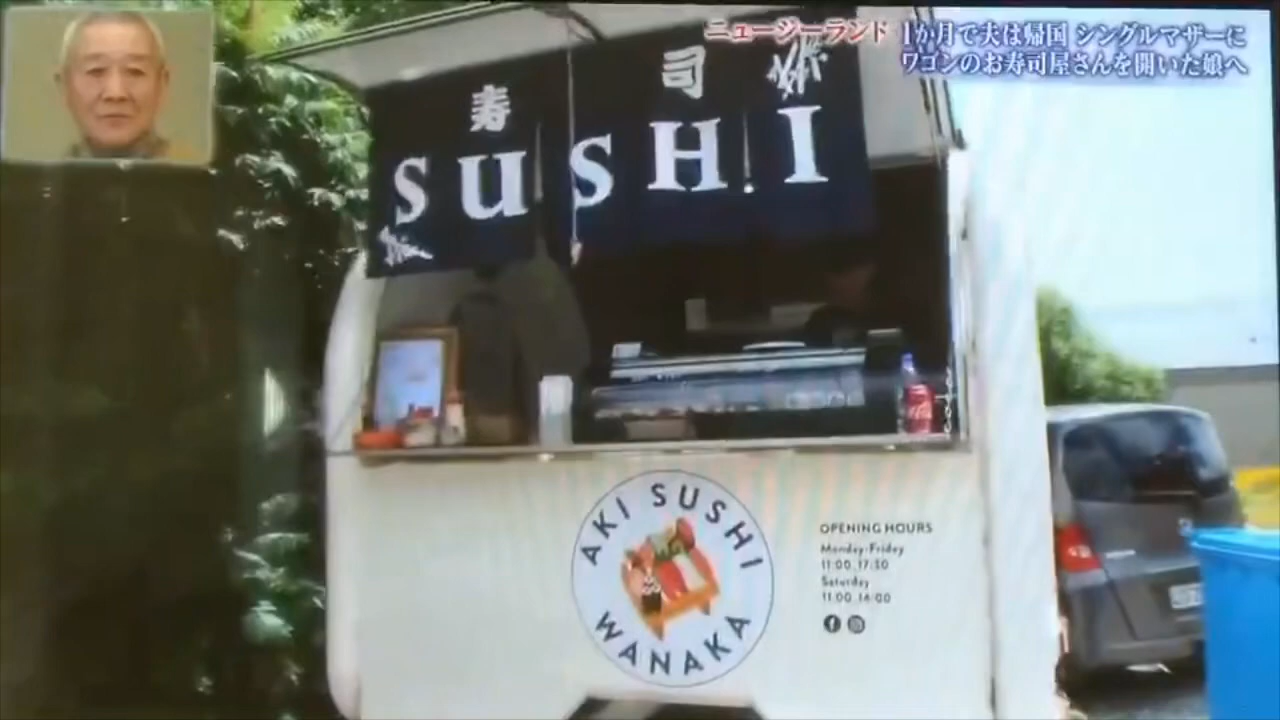 ニュージーランド 1か月で夫は帰国 シングルマザーに
ワゴンのお寿司屋さんを開いた娘へ
寿司
SUSHI
AKI SUSHI
WANAKA
OPENING HOURS
Monday-Friday
11:00 17:30
Saturday
11:00 16:00